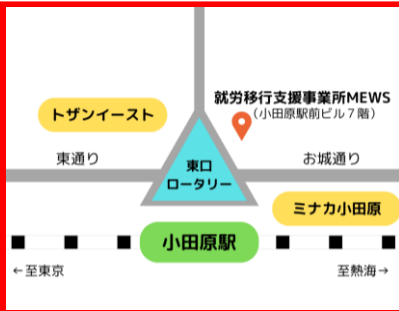 就労移行支援事業所MEWS
（小田原駅前ビル７階）
トザンイースト
東通り
東口
ロータリー
お城通り
ミナカ小田原
小田原駅
←至東京
至熱海→